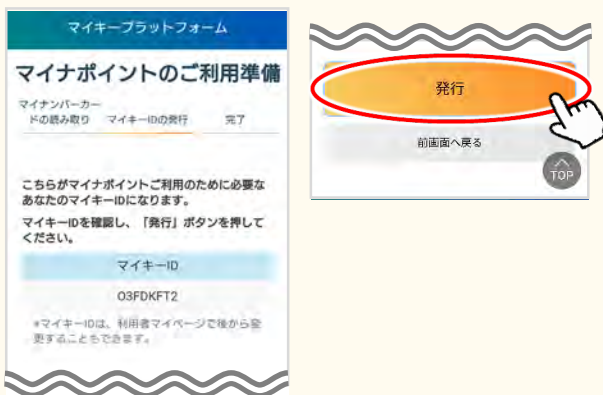 マイキープラットフォーム
マイナポイントのご利用準備
マイナンバーカー
ドの読み取り
マイキーIDの発行
完了
こちらがマイナポイントご利用のために必要な
あなたのマイキーIDになります。
マイキーIDを確認し、「発行」ボタンを押して
ください。
マイキーID
O3FDKFT2
*マイキーIDは、利用者マイページで後から変
更することもできます。
発行
前画面へ戻る
TOP